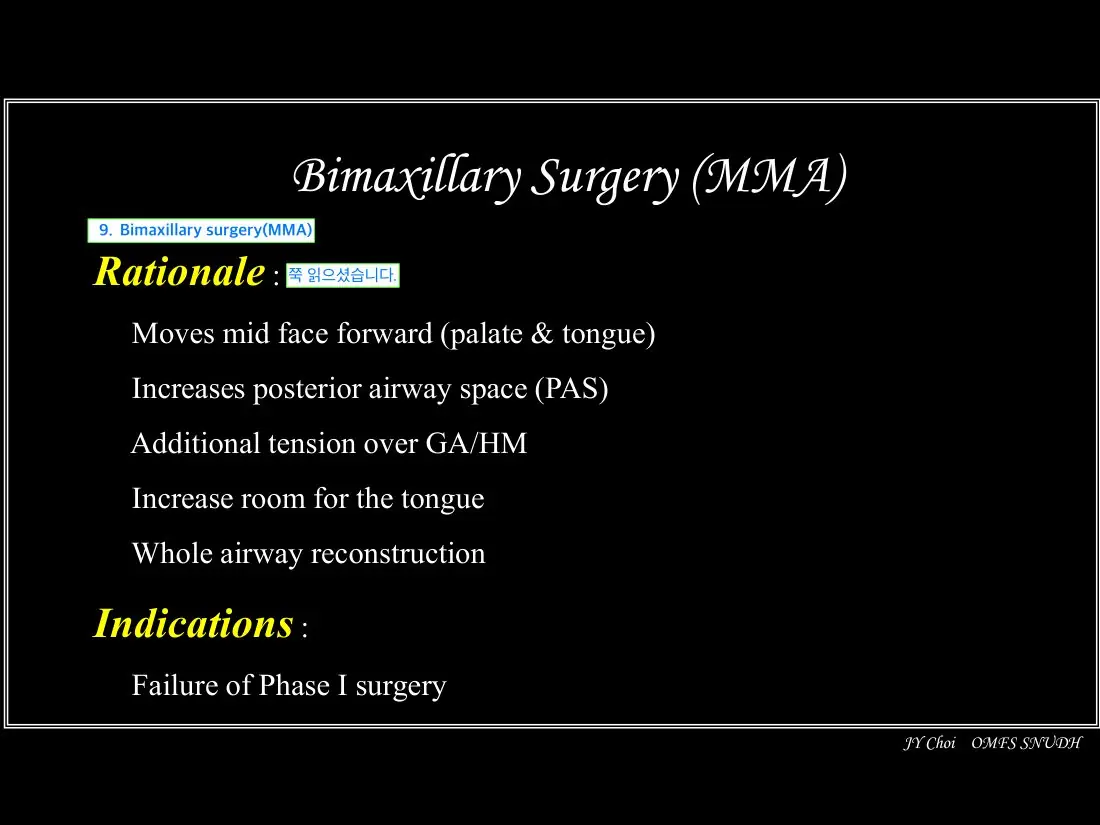 Bimaxillary Surgery (MMA)
9. Bimaxillary surgery(MMA)
Rationale : 쭉 읽으셨습니다.
Moves mid face forward (palate & tongue)
Increases posterior airway space (PAS)
Additional tension over GA/HM
Increase room for the tongue
Whole airway reconstruction
Indications :
Failure of Phase I surgery
JY Choi OMFS SNUDH